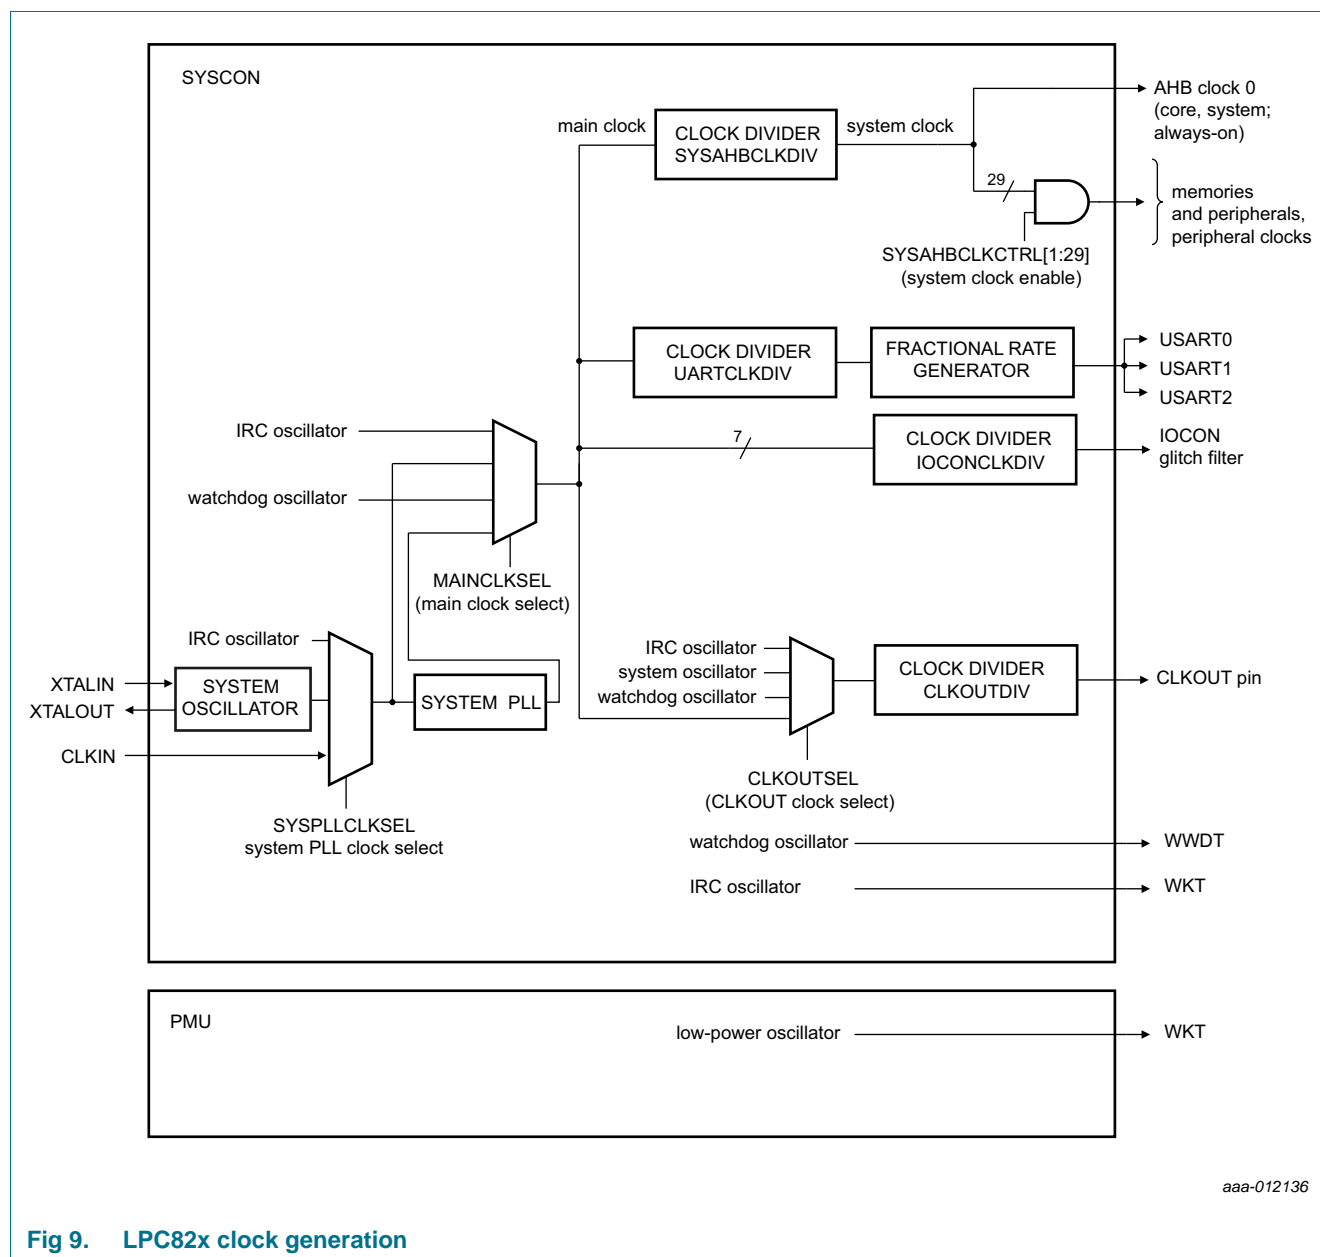 SYSCON
AHB clock 0
(core, system;
always-on)
main clock
CLOCK DIVIDER
SYSAHBCLKDIV
system clock
29
memories
and peripherals,
peripheral clocks
SYSAHBCLKCTRL[1:29]
(system clock enable)
CLOCK DIVIDER
UARTCLKDIV
FRACTIONAL RATE
GENERATOR
USART0
USART1
USART2
IRC oscillator
7
CLOCK DIVIDER
IOCONCLKDIV
IOCON
glitch filter
watchdog oscillator
MAINCLKSEL
(main clock select)
IRC oscillator
XTALIN
XTALOUT
SYSTEM
OSCILLATOR
SYSTEM PLL
CLKIN
SYSPLLCLKSEL
system PLL clock select
IRC oscillator
system oscillator
watchdog oscillator
CLOCK DIVIDER
CLKOUTDIV
CLKOUT pin
CLKOUTSEL
(CLKOUT clock select)
watchdog oscillator
WWDT
IRC oscillator
WKT
PMU
low-power oscillator
WKT
aaa-012136
Fig 9. LPC82x clock generation